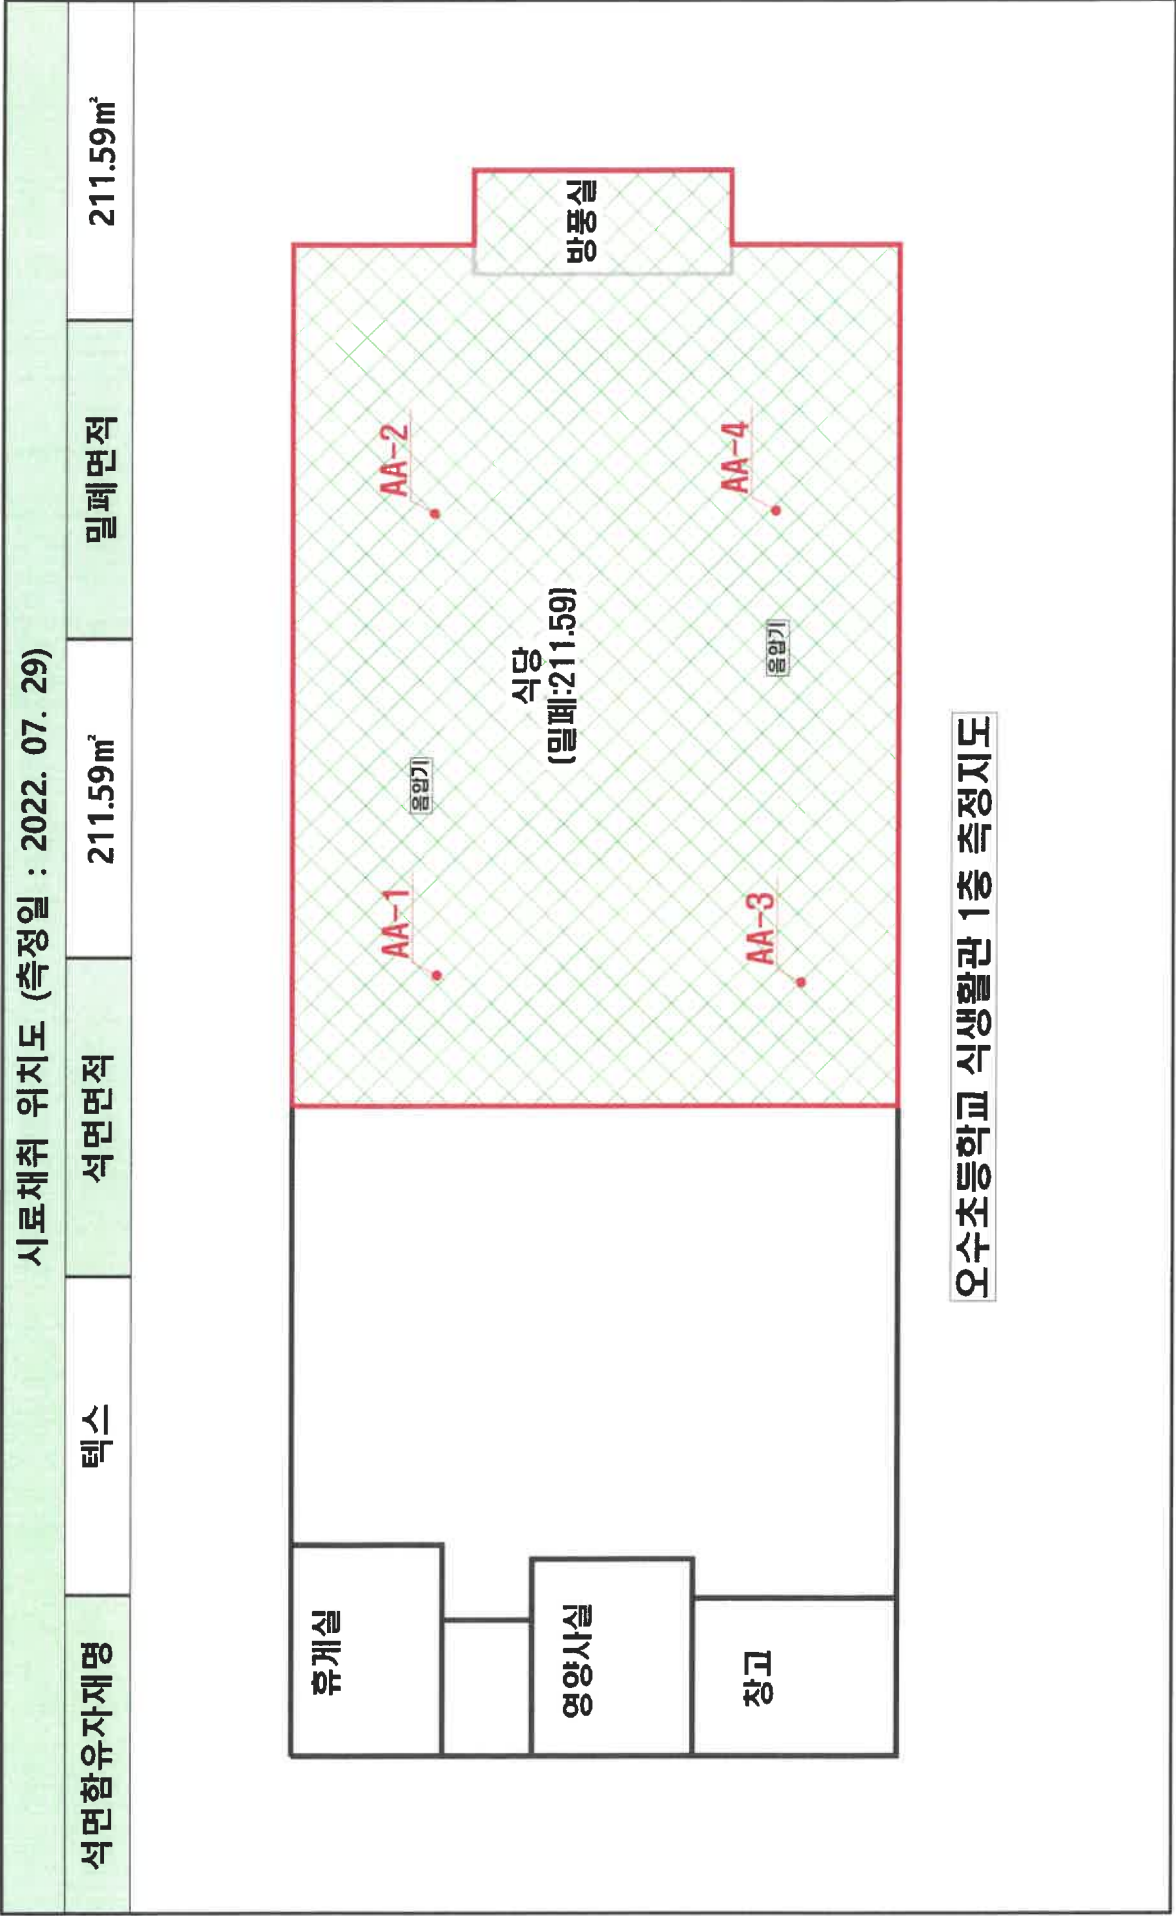 시료채취 위치도 (측정일 : 2022. 07. 29)
석면함유자재명 텍스 석면면적 211.59㎡ 밀폐면적 211.59㎡
휴게실
영양사실
창고
AA-1
AA-2
음압기
식당
(밀폐:211.59)
방풍실
음압기
AA-3
AA-4
오수초등학교 식생활관 1층 측정지도